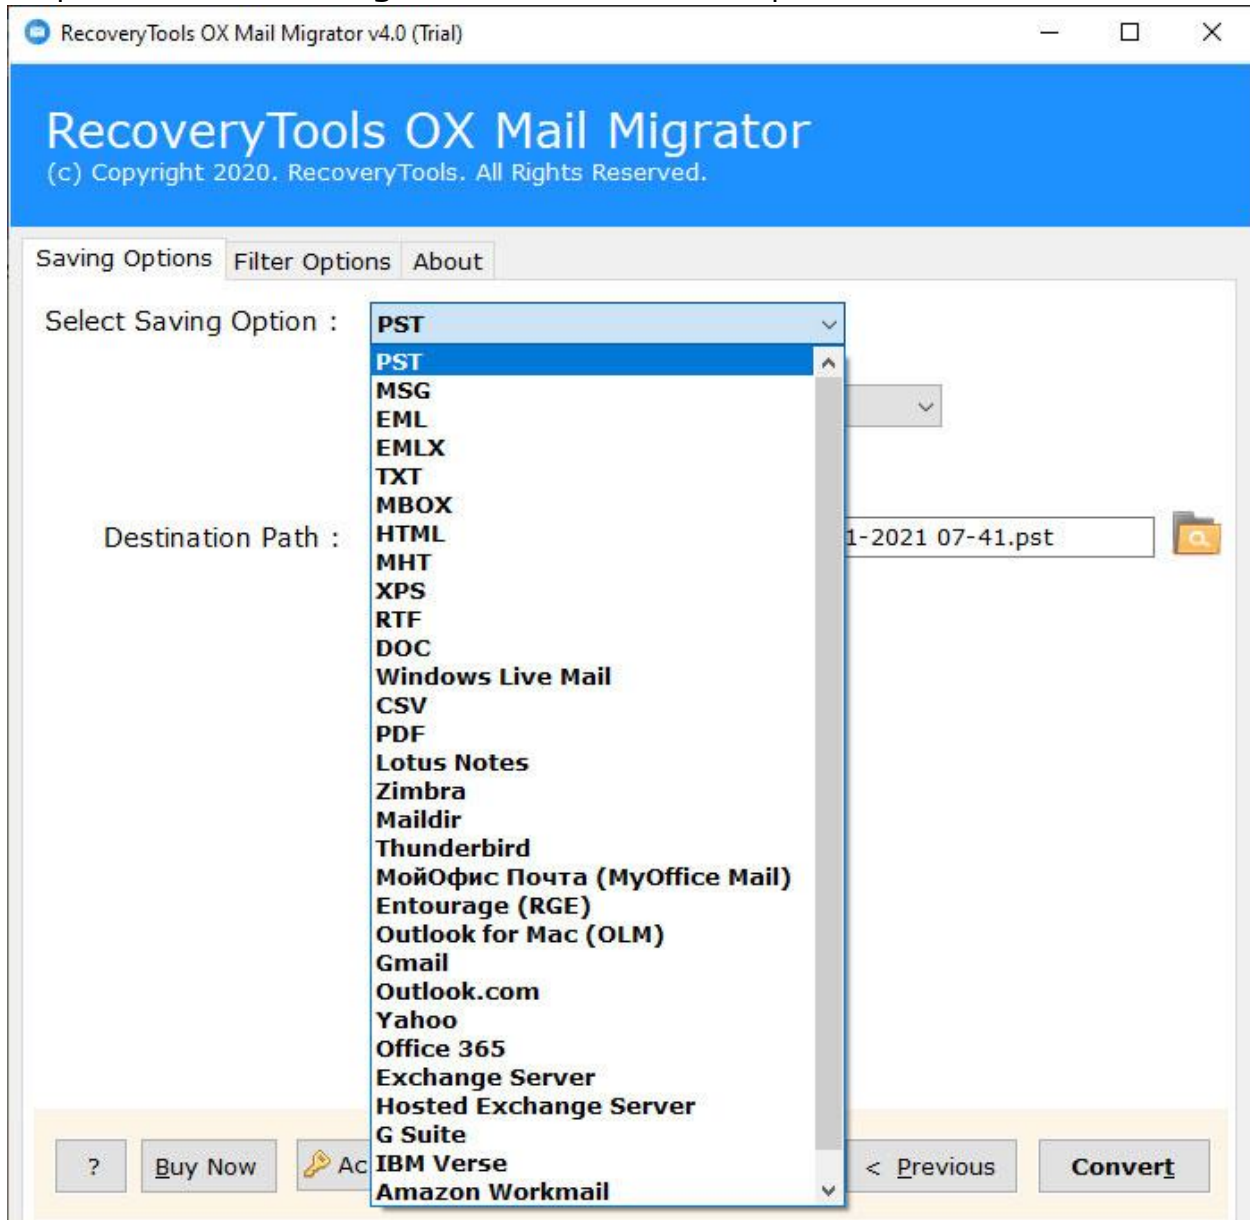 RecoveryTools OX Mail Migrator v4.0 (Trial)
RecoveryTools OX Mail Migrator
(c) Copyright 2020. RecoveryTools. All Rights Reserved.
Saving Options Filter Options About
Select Saving Option : PST
PST
MSG
EML
EMLX
TXT
MBOX
Destination Path : HTML 1-2021 07-41.pst
MHT
XPS
RTF
DOC
Windows Live Mail
CSV
PDF
Lotus Notes
Zimbra
Maildir
Thunderbird
МойОфис Почта (MyOffice Mail)
Entourage (RGE)
Outlook for Mac (OLM)
Gmail
Outlook.com
Yahoo
Office 365
Exchange Server
Hosted Exchange Server
G Suite
? Buy Now Ac IBM Verse < Previous Convert
Amazon Workmail